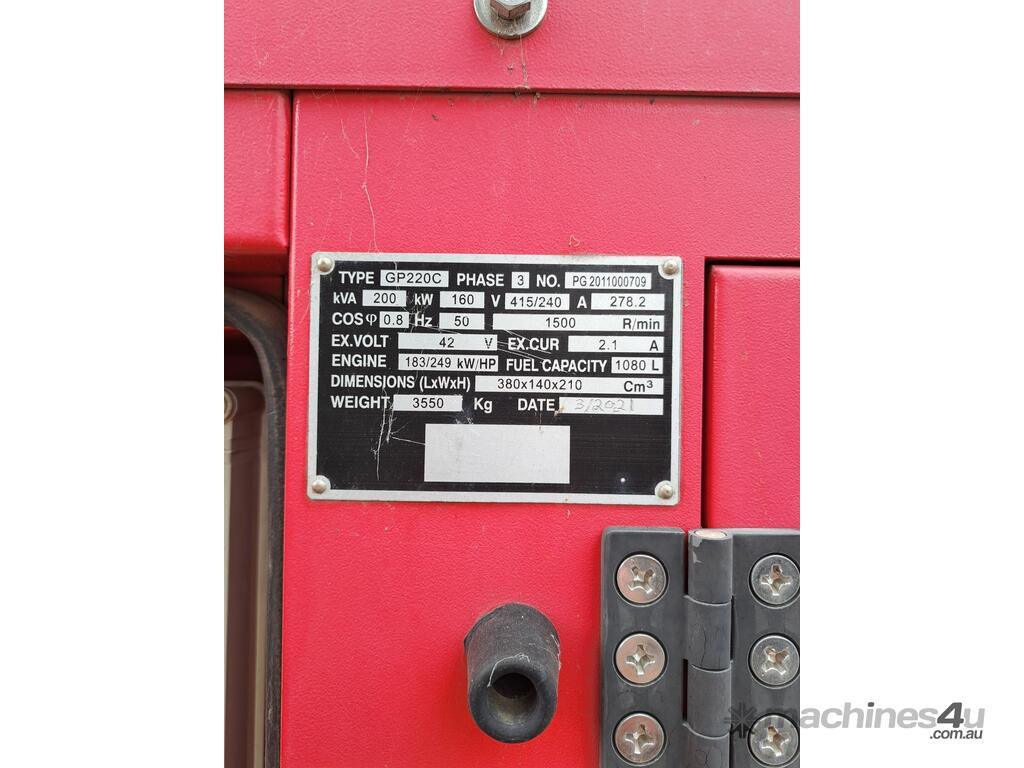 TYPE GP220C PHASE 3 NO. PG2011000709
kVA 200 kW 160 V 415/240 A 278.2
COSφ 0.8 Hz 50 1500 R/min
EX.VOLT 42 V EX.CUR 2.1 A
ENGINE 183/249 kW/HP FUEL CAPACITY 1080 L
DIMENSIONS (LxWxH) 380x140x210 Cm³
WEIGHT 3550 Kg DATE 3/2021
machines4u
.com.au